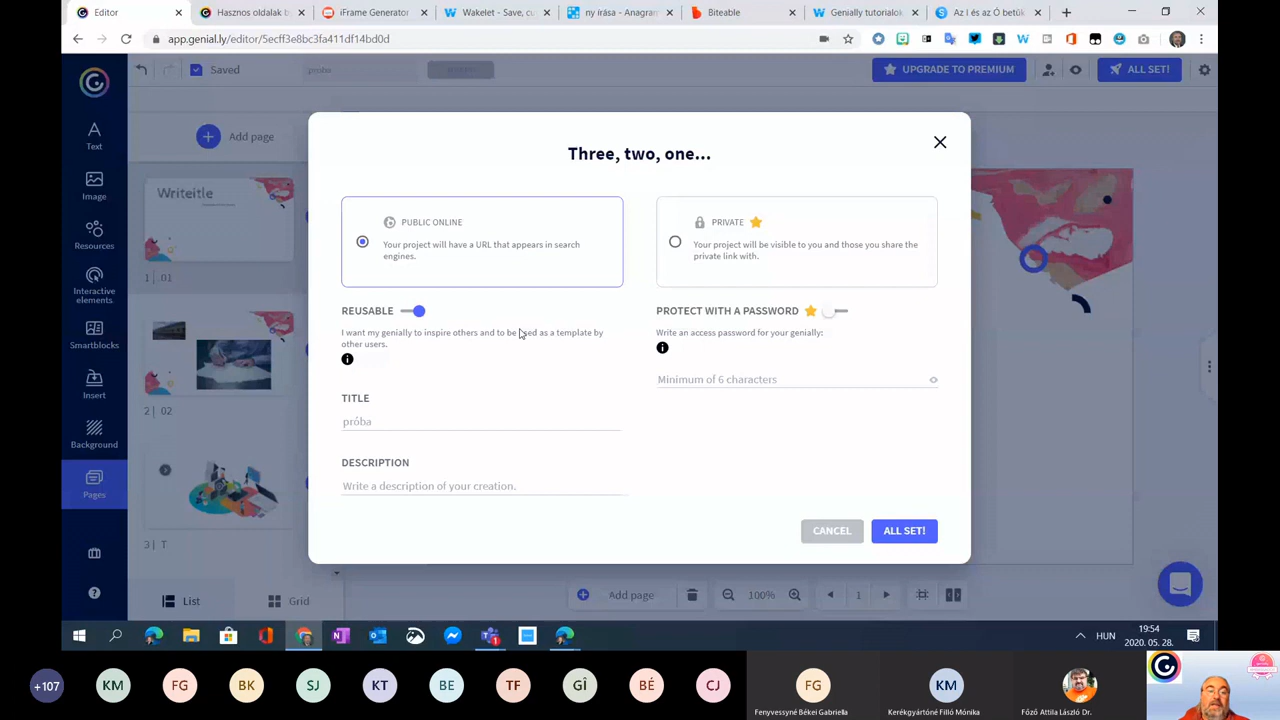 Editor
Hasznos oldalak b
iFrame Generator
Wakelet - Save, cu
ny írása - Anagram
Biteable
Genially tutorialok
Az I és az Ó betűk
app.genial.ly/editor/5ecff3e8bc3fa411df14bd0d
Saved
próba
UPGRADE TO PREMIUM
ALL SET!
Text
Image
Resources
Interactive
elements
Smartblocks
Insert
Background
Pages
Add page
Writeitle
1 | 01
2 | 02
3 | T
List
Grid
Three, two, one...
PUBLIC ONLINE
Your project will have a URL that appears in search
engines.
PRIVATE
Your project will be visible to you and those you share the
private link with.
REUSABLE
I want my genially to inspire others and to be used as a template by
other users.
PROTECT WITH A PASSWORD
Write an access password for your genially:
Minimum of 6 characters
TITLE
próba
DESCRIPTION
Write a description of your creation.
CANCEL
ALL SET!
Add page
100%
1
HUN
19:54
2020. 05. 28.
+107
KM
FG
BK
SJ
KT
BE
TF
GÎ
BÉ
CJ
FG
Fenyvessyné Békei Gabriella
KM
Kerékgyártóné Filló Mónika
Főző Attila László Dr.